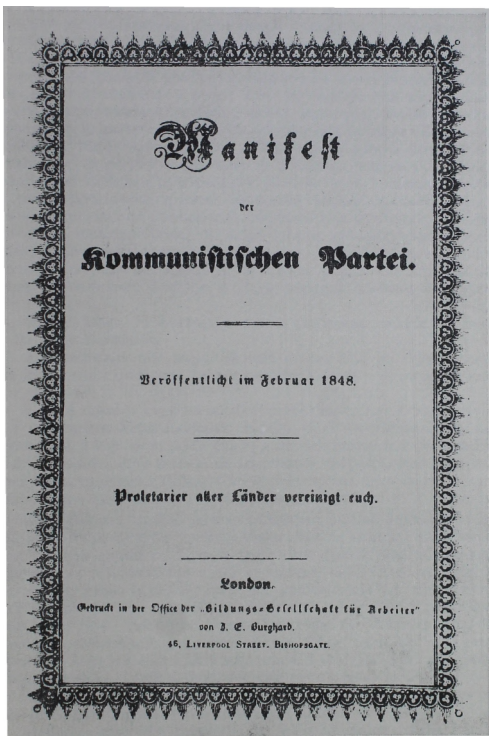 Manifest
der
Kommunistischen Partei.
Veröffentlicht im Februar 1848.
Proletarier aller Länder vereinigt euch.
London.
Gedruckt in der Office der „Bildungs-Gesellschaft für Arbeiter"
von J. E. Burghard.
46, LIVERPOOL STREET. BISHOPSGATE.